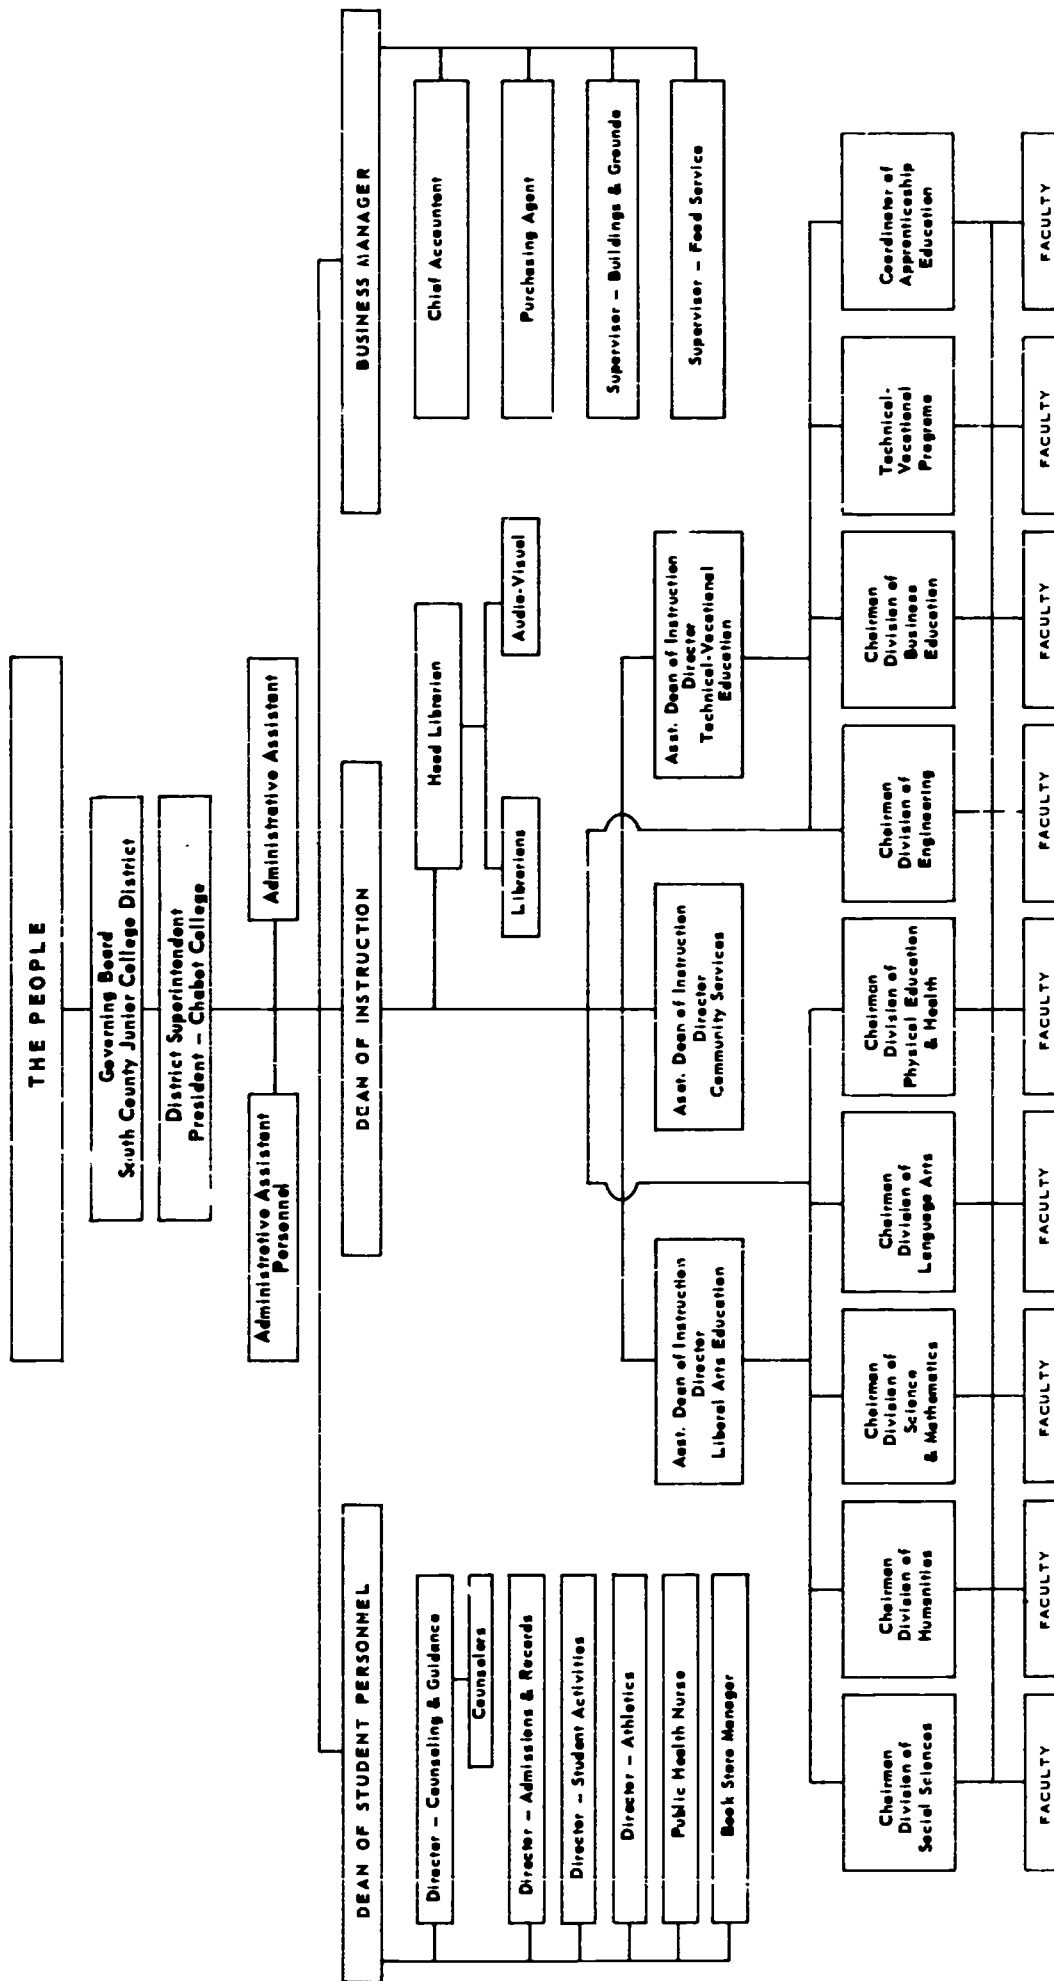 THE PEOPLE
Governing Board
South County Junior College District
District Superintendent
President – Chabot College
Administrative Assistant
Personnel
Administrative Assistant
DEAN OF STUDENT PERSONNEL
DEAN OF INSTRUCTION
BUSINESS MANAGER
Director – Counseling & Guidance
Counselors
Director – Admissions & Records
Director – Student Activities
Director – Athletics
Public Health Nurse
Book Store Manager
Head Librarian
Librarians
Audio-Visual
Chief Accountant
Purchasing Agent
Supervisor – Buildings & Grounds
Supervisor – Food Service
Asst. Dean of Instruction
Director
Liberal Arts Education
Asst. Dean of Instruction
Director
Community Services
Asst. Dean of Instruction
Director
Technical-Vocational
Education
Chairman
Division of
Social Sciences
Chairman
Division of
Humanities
Chairman
Division of
Science
& Mathematics
Chairman
Division of
Language Arts
Chairman
Division of
Physical Education
& Health
Chairman
Division of
Engineering
Chairman
Division of
Business
Education
Technical-
Vocational
Programs
Coordinator of
Apprenticeship
Education
FACULTY
FACULTY
FACULTY
FACULTY
FACULTY
FACULTY
FACULTY
FACULTY
FACULTY